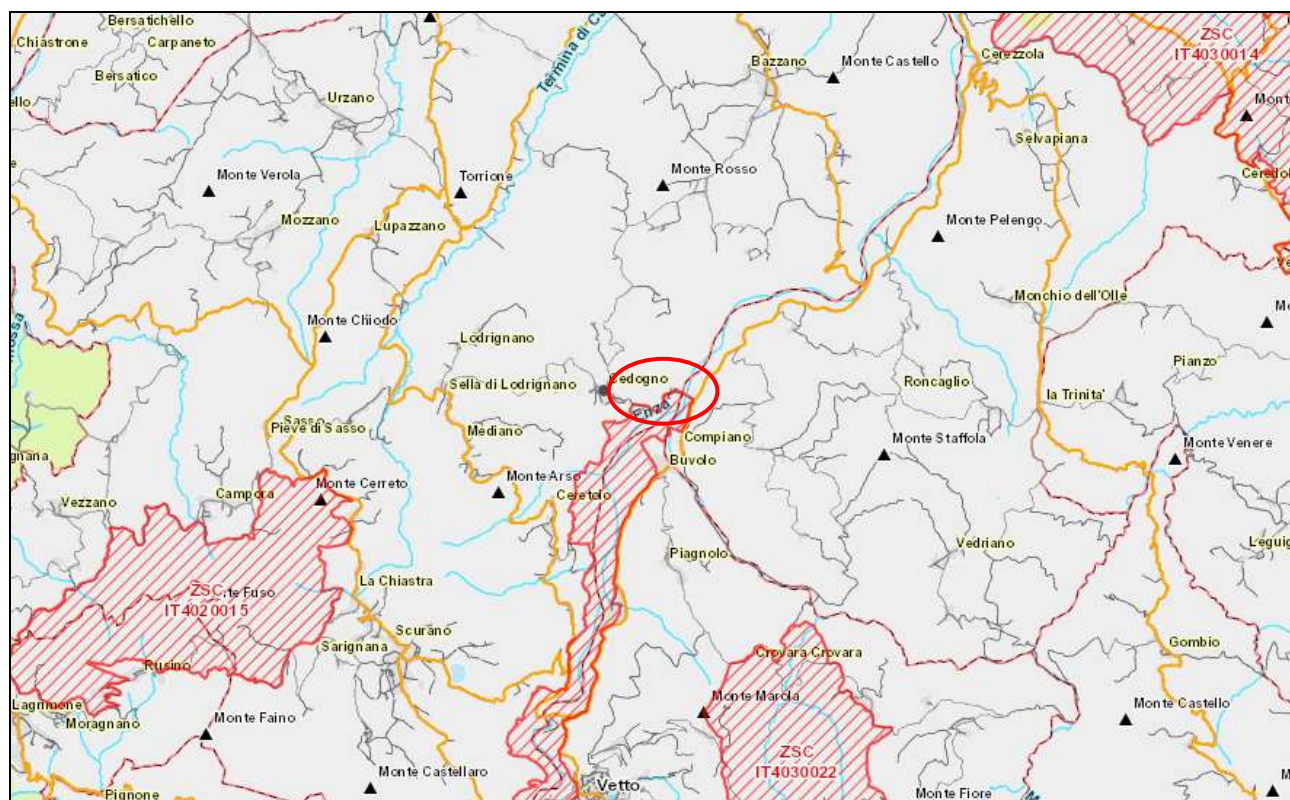 Bersatichello
Chiastrone
Carpaneto
Bersatico
Urzano
Bazzano
Monte Castello
Cerezzola
ZSC
IT4030014
Selvapiana
Monte Verola
Torrione
Monte Rosso
Mozzano
Lupazzano
Monte Pelengo
Monchio dell'Olle
Monte Chiodo
Lodrignano
Pianzo
Sella di Lodrignano
Cedogno
Roncaglio
la Trinita'
Enza
Sasso
Pieve di Sasso
Mediano
Compiano
Monte Staffola
Monte Venere
Buvolo
Monte Cerreto
Monte Arso
Ceretolo
Vezzano
Campora
Vedriano
Piagnolo
La Chiastra
ZSC
IT4020015
Scurano
Sarignana
Gombio
Rusino
Crovara Crovara
Lagrimone
Moragnano
Monte Marola
Monte Faino
Monte Castello
ZSC
IT4030022
Monte Castellaro
Vetto
Pignone
Monte Fiore